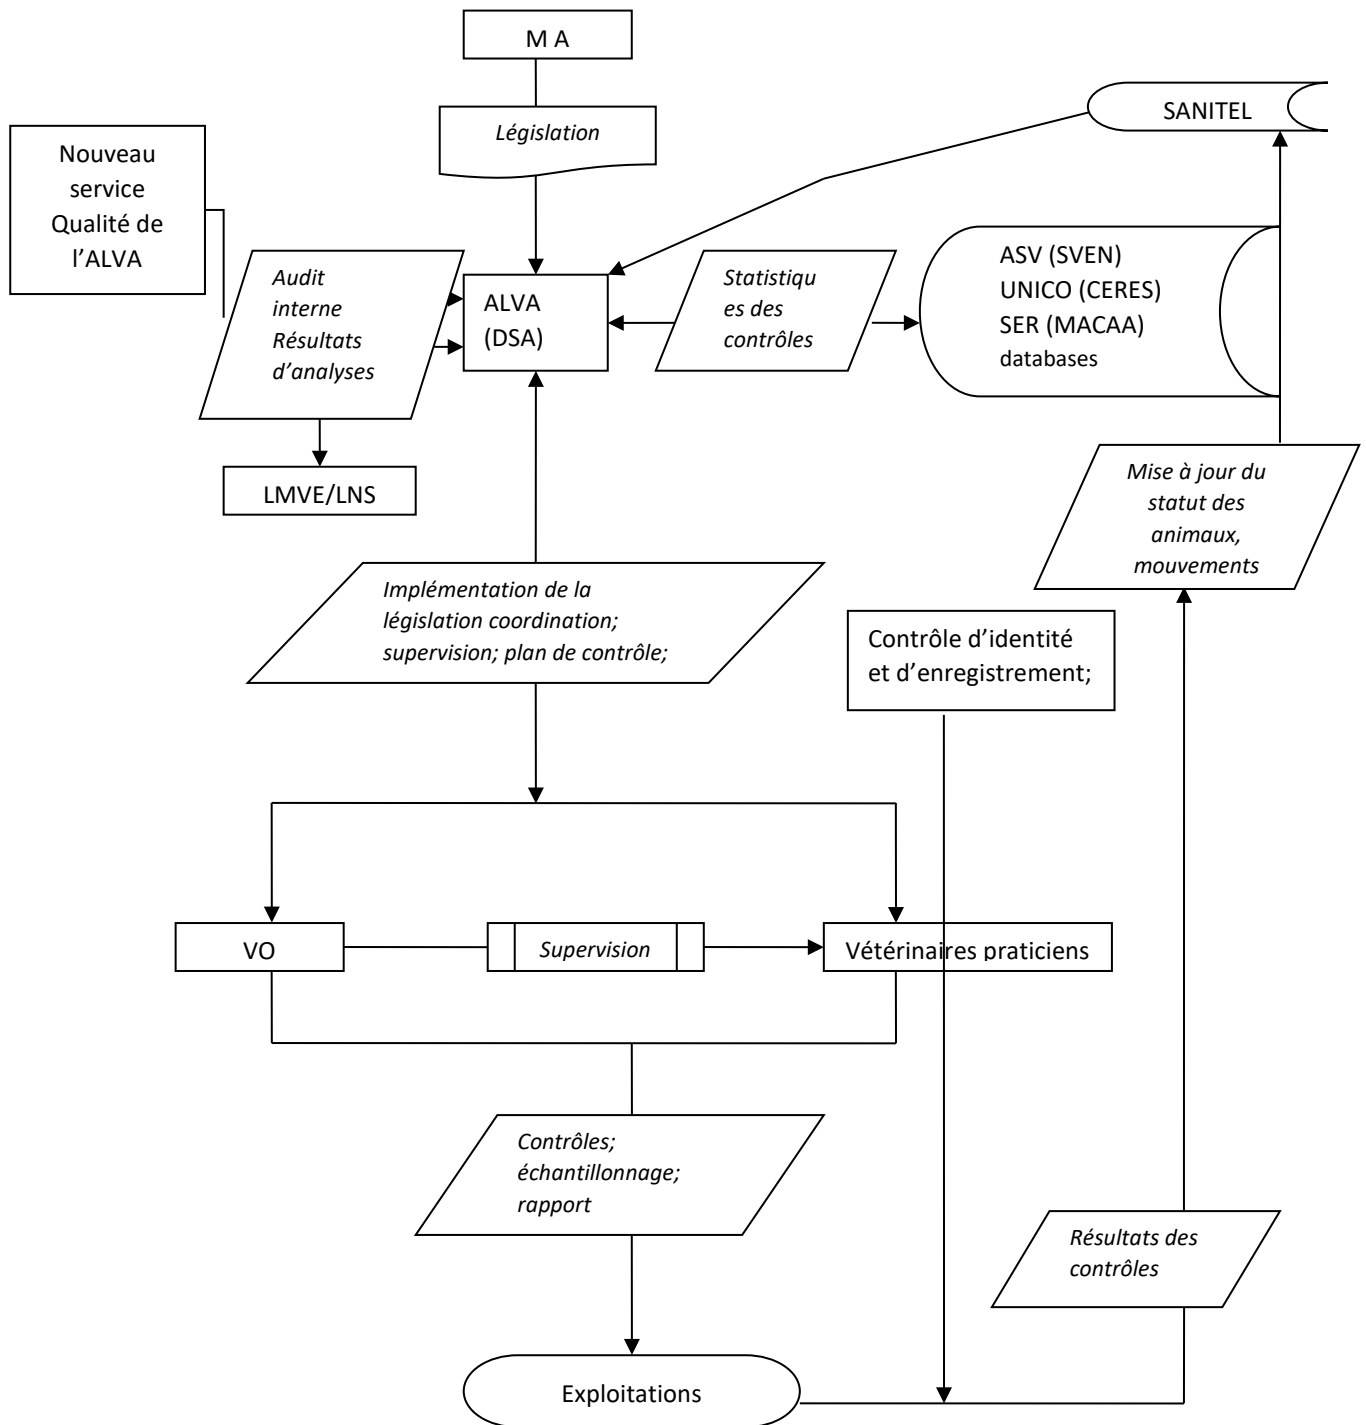 M A
Législation
SANITEL
Nouveau
service
Qualité de
l’ALVA
Audit
interne
Résultats
d’analyses
ALVA
(DSA)
Statistiqu
es des
contrôles
ASV (SVEN)
UNICO (CERES)
SER (MACAA)
databases
LMVE/LNS
Mise à jour du
statut des
animaux,
mouvements
Implémentation de la
législation coordination;
supervision; plan de contrôle;
Contrôle d’identité
et d’enregistrement;
VO
Supervision
Vétérinaires praticiens
Contrôles;
échantillonnage;
rapport
Résultats des
contrôles
Exploitations